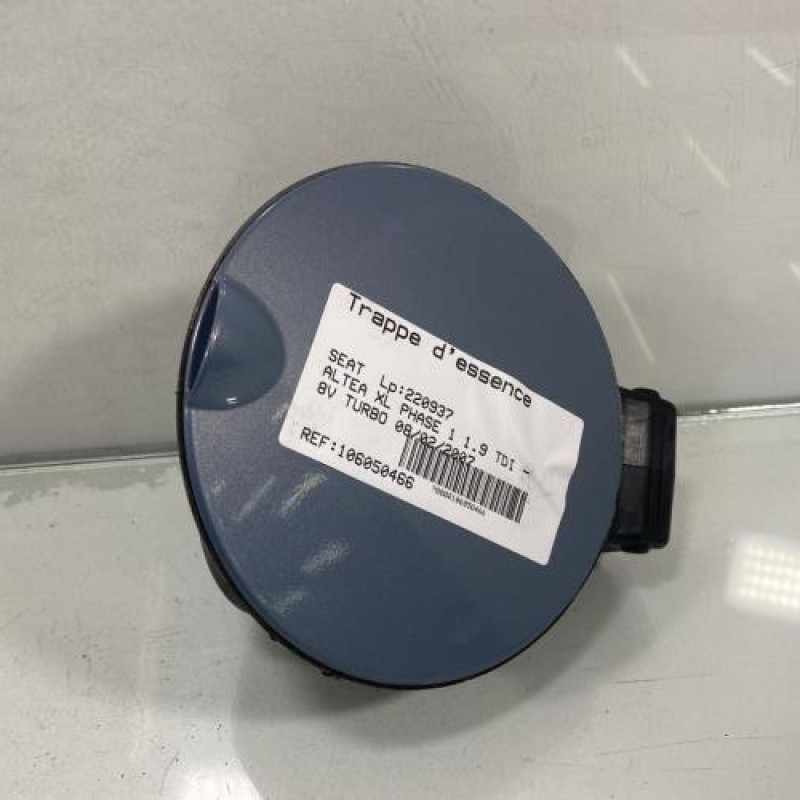 Trappe d'essence
SEAT Lp:220937
ALTEA XL PHASE 1 1.9 TDI -
8V TURBO 08/02/2007
REF:106050466